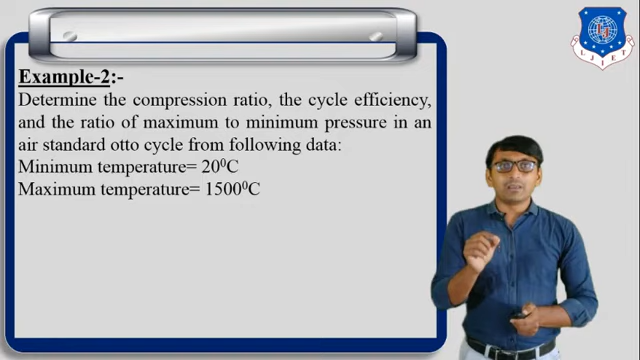 Example-2:-
Determine the compression ratio, the cycle efficiency,
and the ratio of maximum to minimum pressure in an
air standard otto cycle from following data:
Minimum temperature= 20⁰C
Maximum temperature= 1500⁰C
LJIET